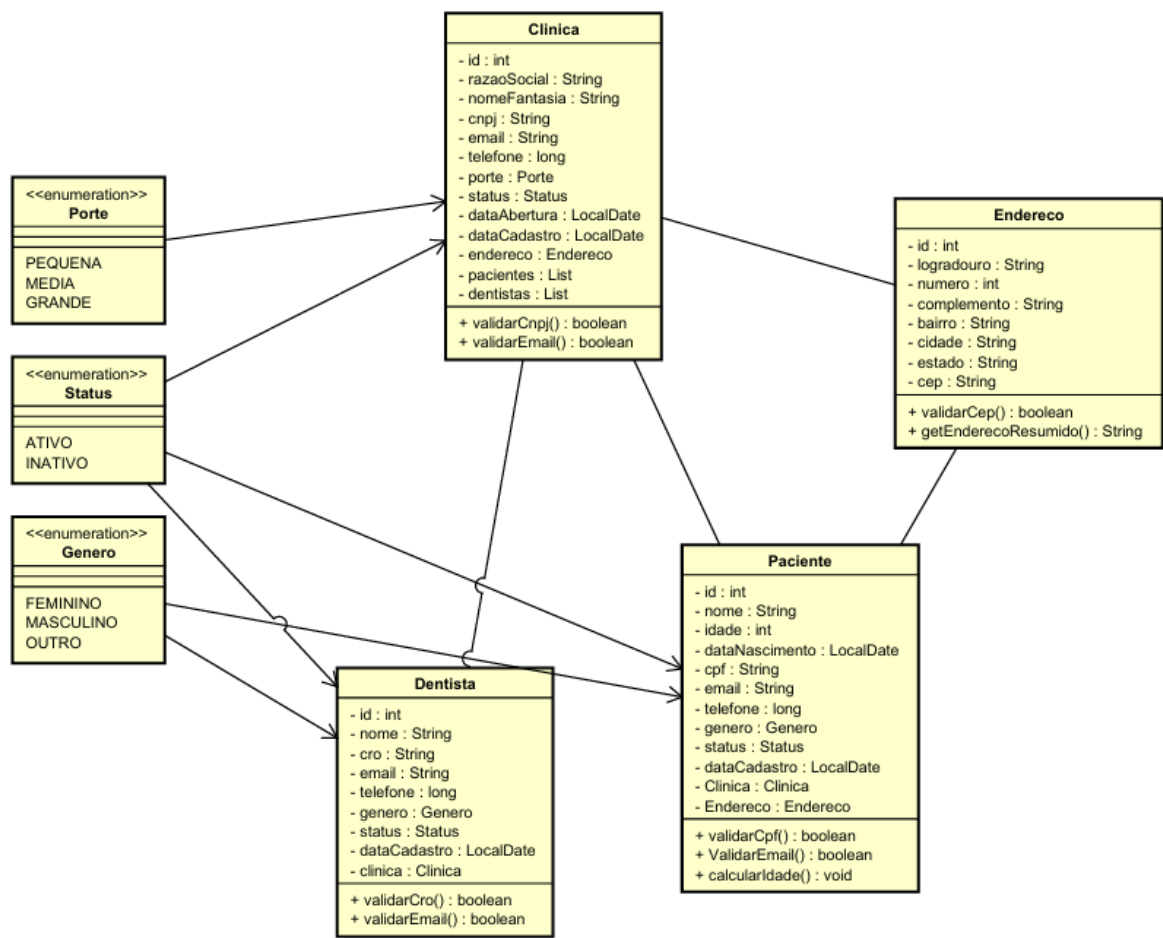 Clinica
- id : int
- razaoSocial : String
- nomeFantasia : String
- cnpj : String
- email : String
- telefone : long
- porte : Porte
- status : Status
- dataAbertura : LocalDate
- dataCadastro : LocalDate
- endereco : Endereco
- pacientes : List
- dentistas : List
+ validarCnpj() : boolean
+ validarEmail() : boolean
<<enumeration>>
Porte
PEQUENA
MEDIA
GRANDE
Endereco
- id : int
- logradouro : String
- numero : int
- complemento : String
- bairro : String
- cidade : String
- estado : String
- cep : String
+ validarCep() : boolean
+ getEnderecoResumido() : String
<<enumeration>>
Status
ATIVO
INATIVO
<<enumeration>>
Genero
FEMININO
MASCULINO
OUTRO
Paciente
- id : int
- nome : String
- idade : int
- dataNascimento : LocalDate
- cpf : String
- email : String
- telefone : long
- genero : Genero
- status : Status
- dataCadastro : LocalDate
- Clinica : Clinica
- Endereco : Endereco
+ validarCpf() : boolean
+ ValidarEmail() : boolean
+ calcularIdade() : void
Dentista
- id : int
- nome : String
- cro : String
- email : String
- telefone : long
- genero : Genero
- status : Status
- dataCadastro : LocalDate
- clinica : Clinica
+ validarCro() : boolean
+ validarEmail() : boolean